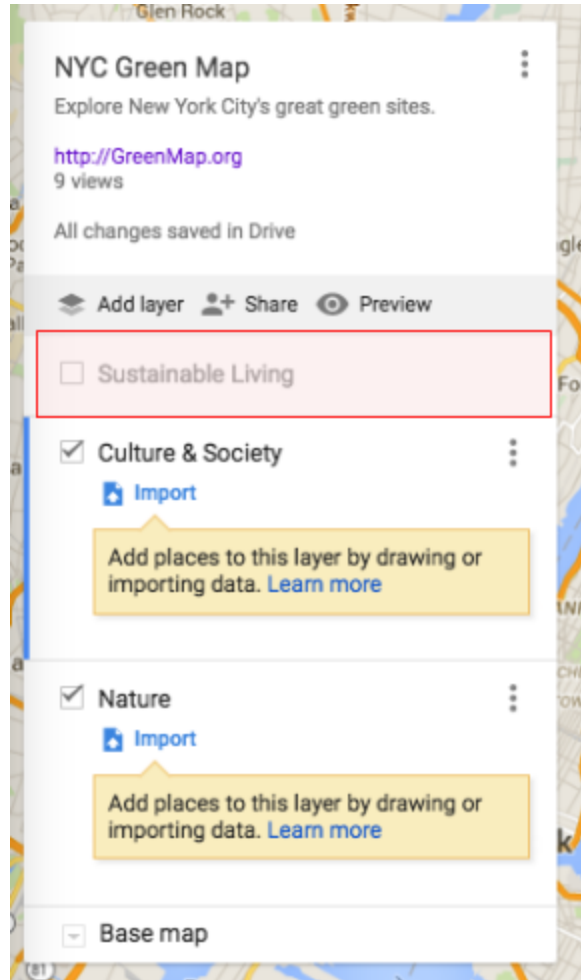 Glen Rock
NYC Green Map
Explore New York City's great green sites.
http://GreenMap.org
9 views
All changes saved in Drive
Add layer Share Preview
Sustainable Living
Culture & Society
Import
Add places to this layer by drawing or
importing data. Learn more
Nature
Import
Add places to this layer by drawing or
importing data. Learn more
Base map
81